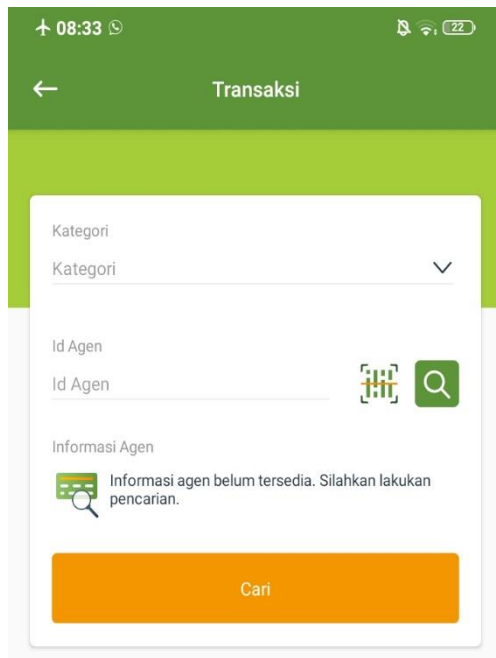 08:33
22
Transaksi
Kategori
Kategori
Id Agen
Id Agen
Informasi Agen
Informasi agen belum tersedia. Silahkan lakukan
pencarian.
Cari